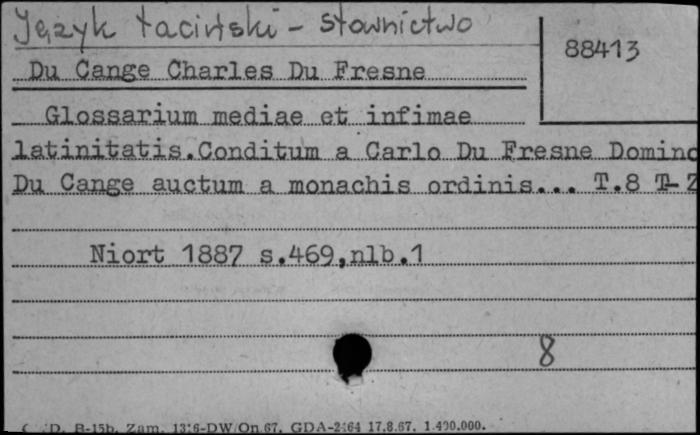 Język łaciński - słownictwo
88413
Du Cange Charles Du Fresne
Glossarium mediae et infimae
latinitatis.Conditum a Carlo Du Fresne Domino
Du Cange auctum a monachis ordinis... T.8 T-Z
Niort 1887 s.469,nlb.1
8
D. B-15b. Zam. 1316-DW/On 67. GDA-2164 17.8.67. 1.400.000.